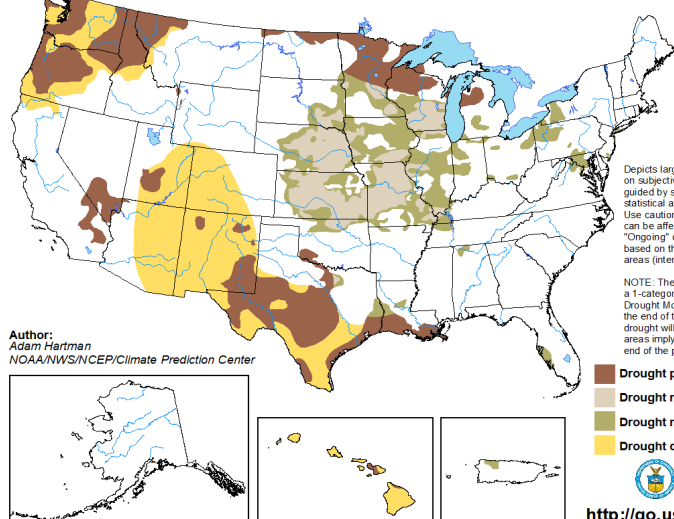 Depicts larg
on subjectiv
guided by s
statistical a
Use caution
can be affe
"Ongoing" d
based on th
areas (inter
NOTE: The
a 1-categor
Drought Mo
the end of t
drought will
areas imply
end of the p
Author:
Adam Hartman
NOAA/NWS/NCEP/Climate Prediction Center
Drought p
Drought r
Drought r
Drought d
http://go.us